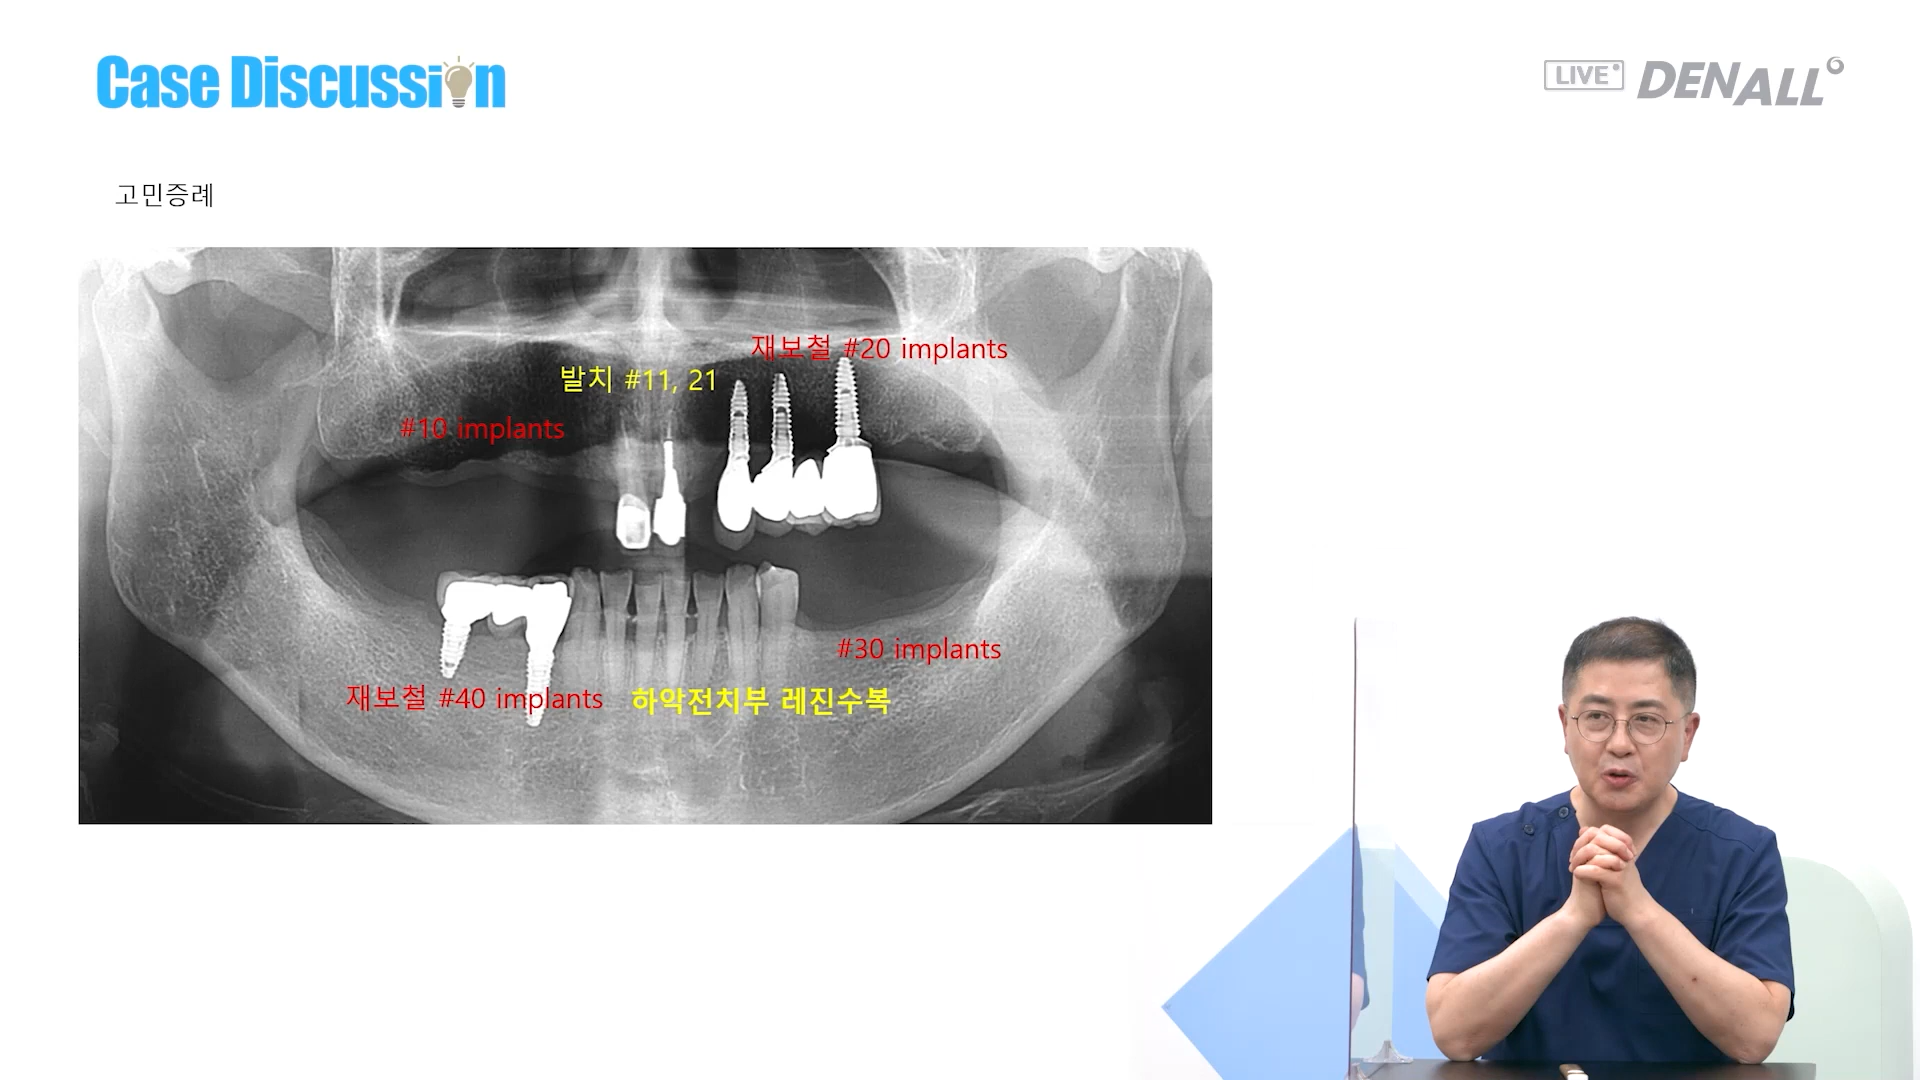 Case Discussion
LIVE DENALL
고민증례
재보철 #20 implants
발치 #11, 21
#10 implants
#30 implants
재보철 #40 implants
하악전치부 레진수복